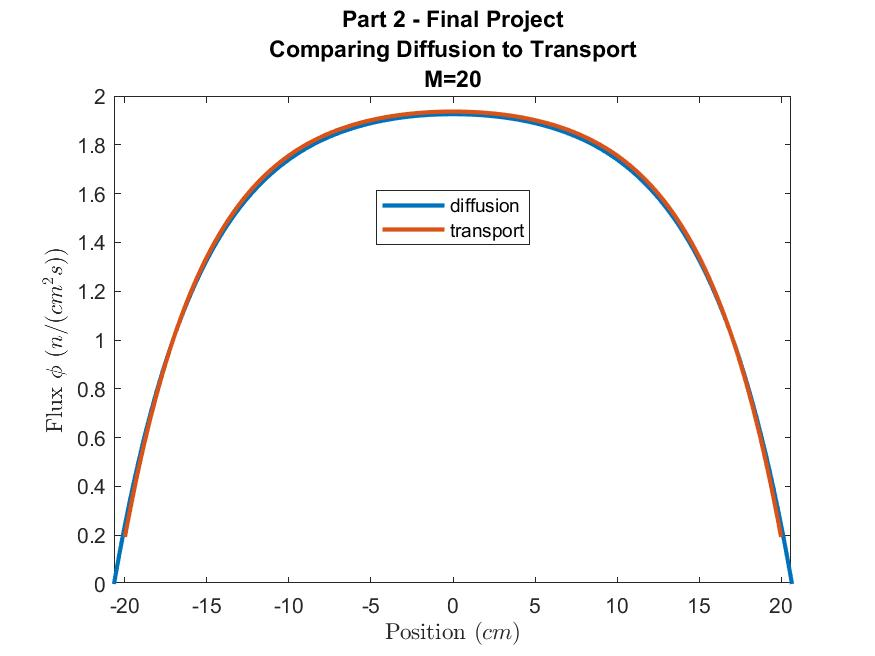 Part 2 - Final Project
Comparing Diffusion to Transport
M=20
2
1.8
1.6
1.4
1.2
1
0.8
0.6
0.4
0.2
0
Flux ϕ (n/(cm²s))
diffusion
transport
-20 -15 -10 -5 0 5 10 15 20
Position (cm)